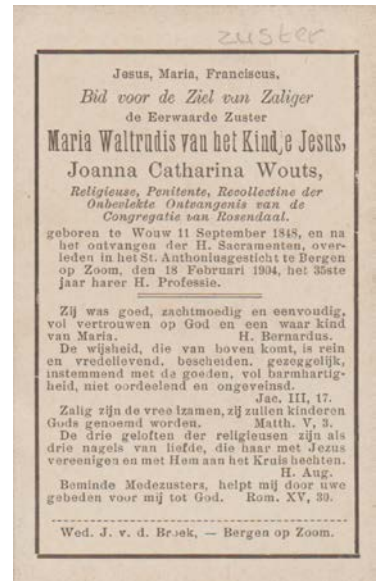 zuster
Jesus, Maria, Franciscus.
Bid voor de Ziel van Zaliger
de Eerwaarde Zuster
Maria Waltrudis van het Kindje Jesus,
Joanna Catharina Wouts,
Religieuse, Penitente, Recollectine der
Onbevlekte Ontvangenis van de
Congregatie van Rosendaal.
geboren te Wouw 11 September 1848, en na
het ontvangen der H. Sacramenten, over-
leden in het St. Anthoniusgesticht te Bergen
op Zoom, den 18 Februari 1904, het 35ste
jaar harer H. Professie.
Zij was goed, zachtmoedig en eenvoudig,
vol vertrouwen op God en een waar kind
van Maria. H. Bernardus.
De wijsheid, die van boven komt, is rein
en vredelievend, bescheiden, gezeggelijk,
instemmend met de goeden, vol barmhartig-
heid, niet oordeelend en ongeveinsd.
Jac. III, 17.
Zalig zijn de vreelzamen, zij zullen kinderen
Gods genoemd worden. Matth. V, 3.
De drie geloften der religieusen zijn als
drie nagels van liefde, die haar met Jezus
vereenigen en met Hem aan het Kruis hechten.
H. Aug.
Beminde Medezusters, helpt mij door uwe
gebeden voor mij tot God. Rom. XV, 30.
Wed. J. v. d. Broek, — Bergen op Zoom.